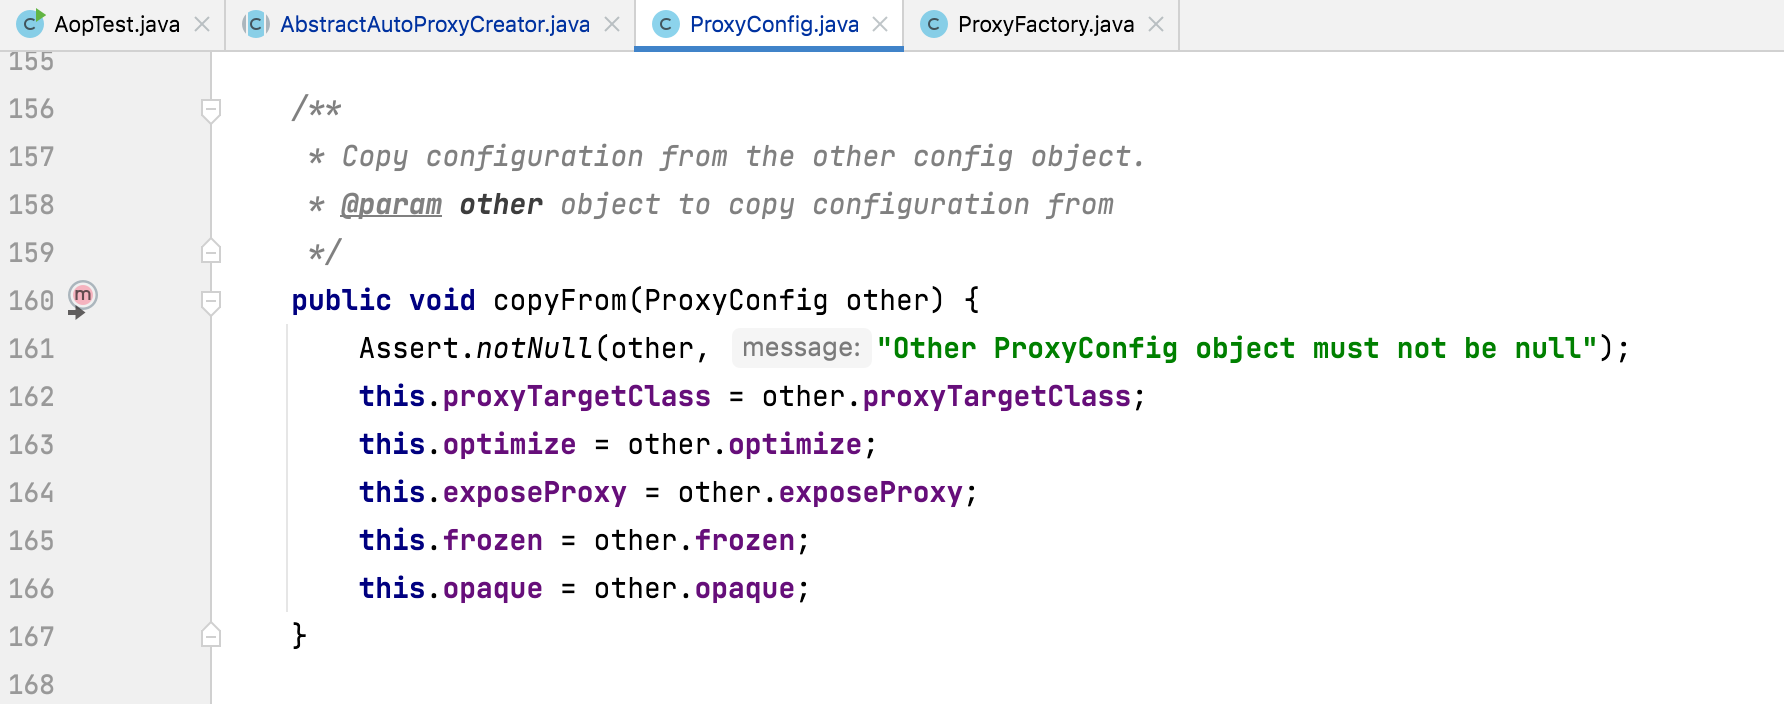 AopTest.java AbstractAutoProxyCreator.java ProxyConfig.java ProxyFactory.java
155
156 /**
157 * Copy configuration from the other config object.
158 * @param other object to copy configuration from
159 */
160 public void copyFrom(ProxyConfig other) {
161 Assert.notNull(other, message: "Other ProxyConfig object must not be null");
162 this.proxyTargetClass = other.proxyTargetClass;
163 this.optimize = other.optimize;
164 this.exposeProxy = other.exposeProxy;
165 this.frozen = other.frozen;
166 this.opaque = other.opaque;
167 }
168